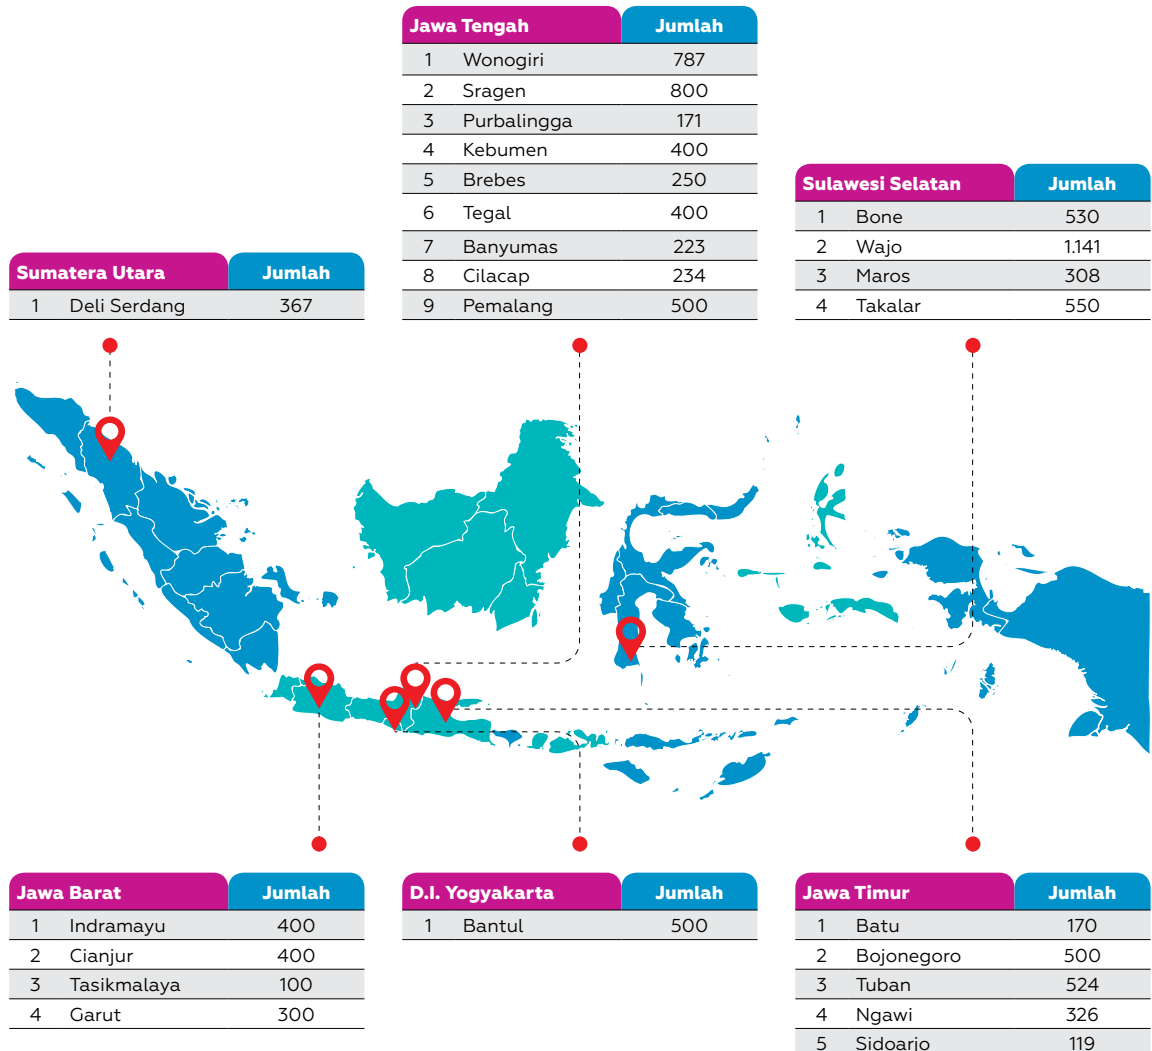 Jawa Tengah Jumlah
1 Wonogiri 787
2 Sragen 800
3 Purbalingga 171
4 Kebumen 400
5 Brebes 250
6 Tegal 400
7 Banyumas 223
8 Cilacap 234
9 Pemalang 500
Sulawesi Selatan Jumlah
1 Bone 530
2 Wajo 1.141
3 Maros 308
4 Takalar 550
Sumatera Utara Jumlah
1 Deli Serdang 367
Jawa Barat Jumlah
1 Indramayu 400
2 Cianjur 400
3 Tasikmalaya 100
4 Garut 300
D.I. Yogyakarta Jumlah
1 Bantul 500
Jawa Timur Jumlah
1 Batu 170
2 Bojonegoro 500
3 Tuban 524
4 Ngawi 326
5 Sidoarjo 119